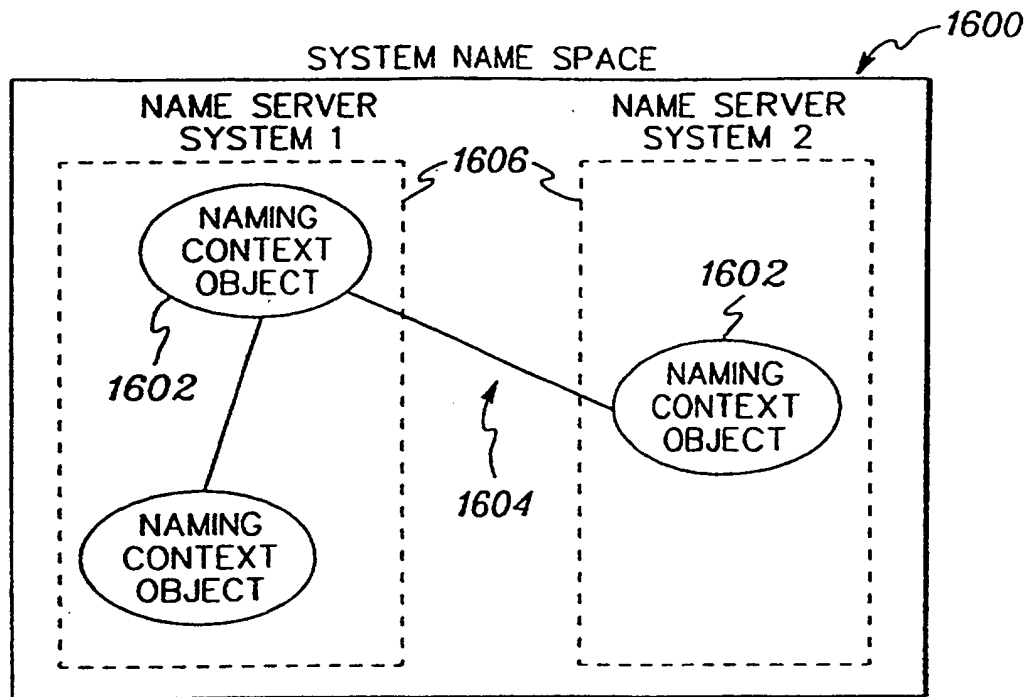 1600
SYSTEM NAME SPACE
NAME SERVER
SYSTEM 1
NAME SERVER
SYSTEM 2
1606
NAMING
CONTEXT
OBJECT
1602
1602
NAMING
CONTEXT
OBJECT
1604
NAMING
CONTEXT
OBJECT